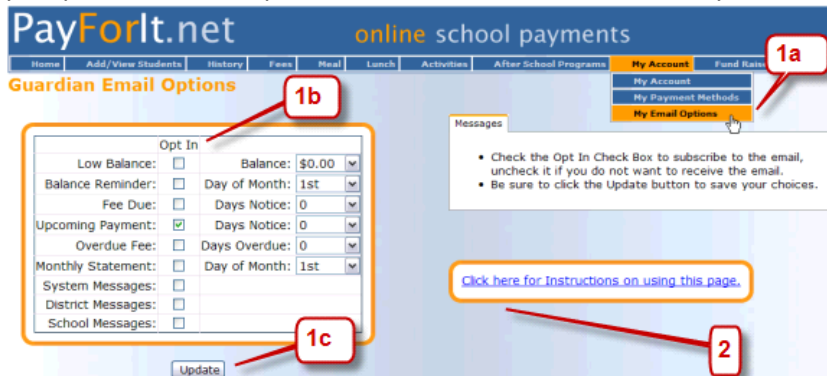 PayForIt.net online school payments
Home Add/View Students History Fees Meal Lunch Activities After School Programs My Account Fund Rais
1a
My Account
My Payment Methods
My Email Options
Guardian Email Options
1b
Opt In
Low Balance: Balance: $0.00
Balance Reminder: Day of Month: 1st
Fee Due: Days Notice: 0
Upcoming Payment: Days Notice: 0
Overdue Fee: Days Overdue: 0
Monthly Statement: Day of Month: 1st
System Messages:
District Messages:
School Messages:
1c
Update
Messages
• Check the Opt In Check Box to subscribe to the email,
uncheck it if you do not want to receive the email.
• Be sure to click the Update button to save your choices.
Click here for Instructions on using this page.
2